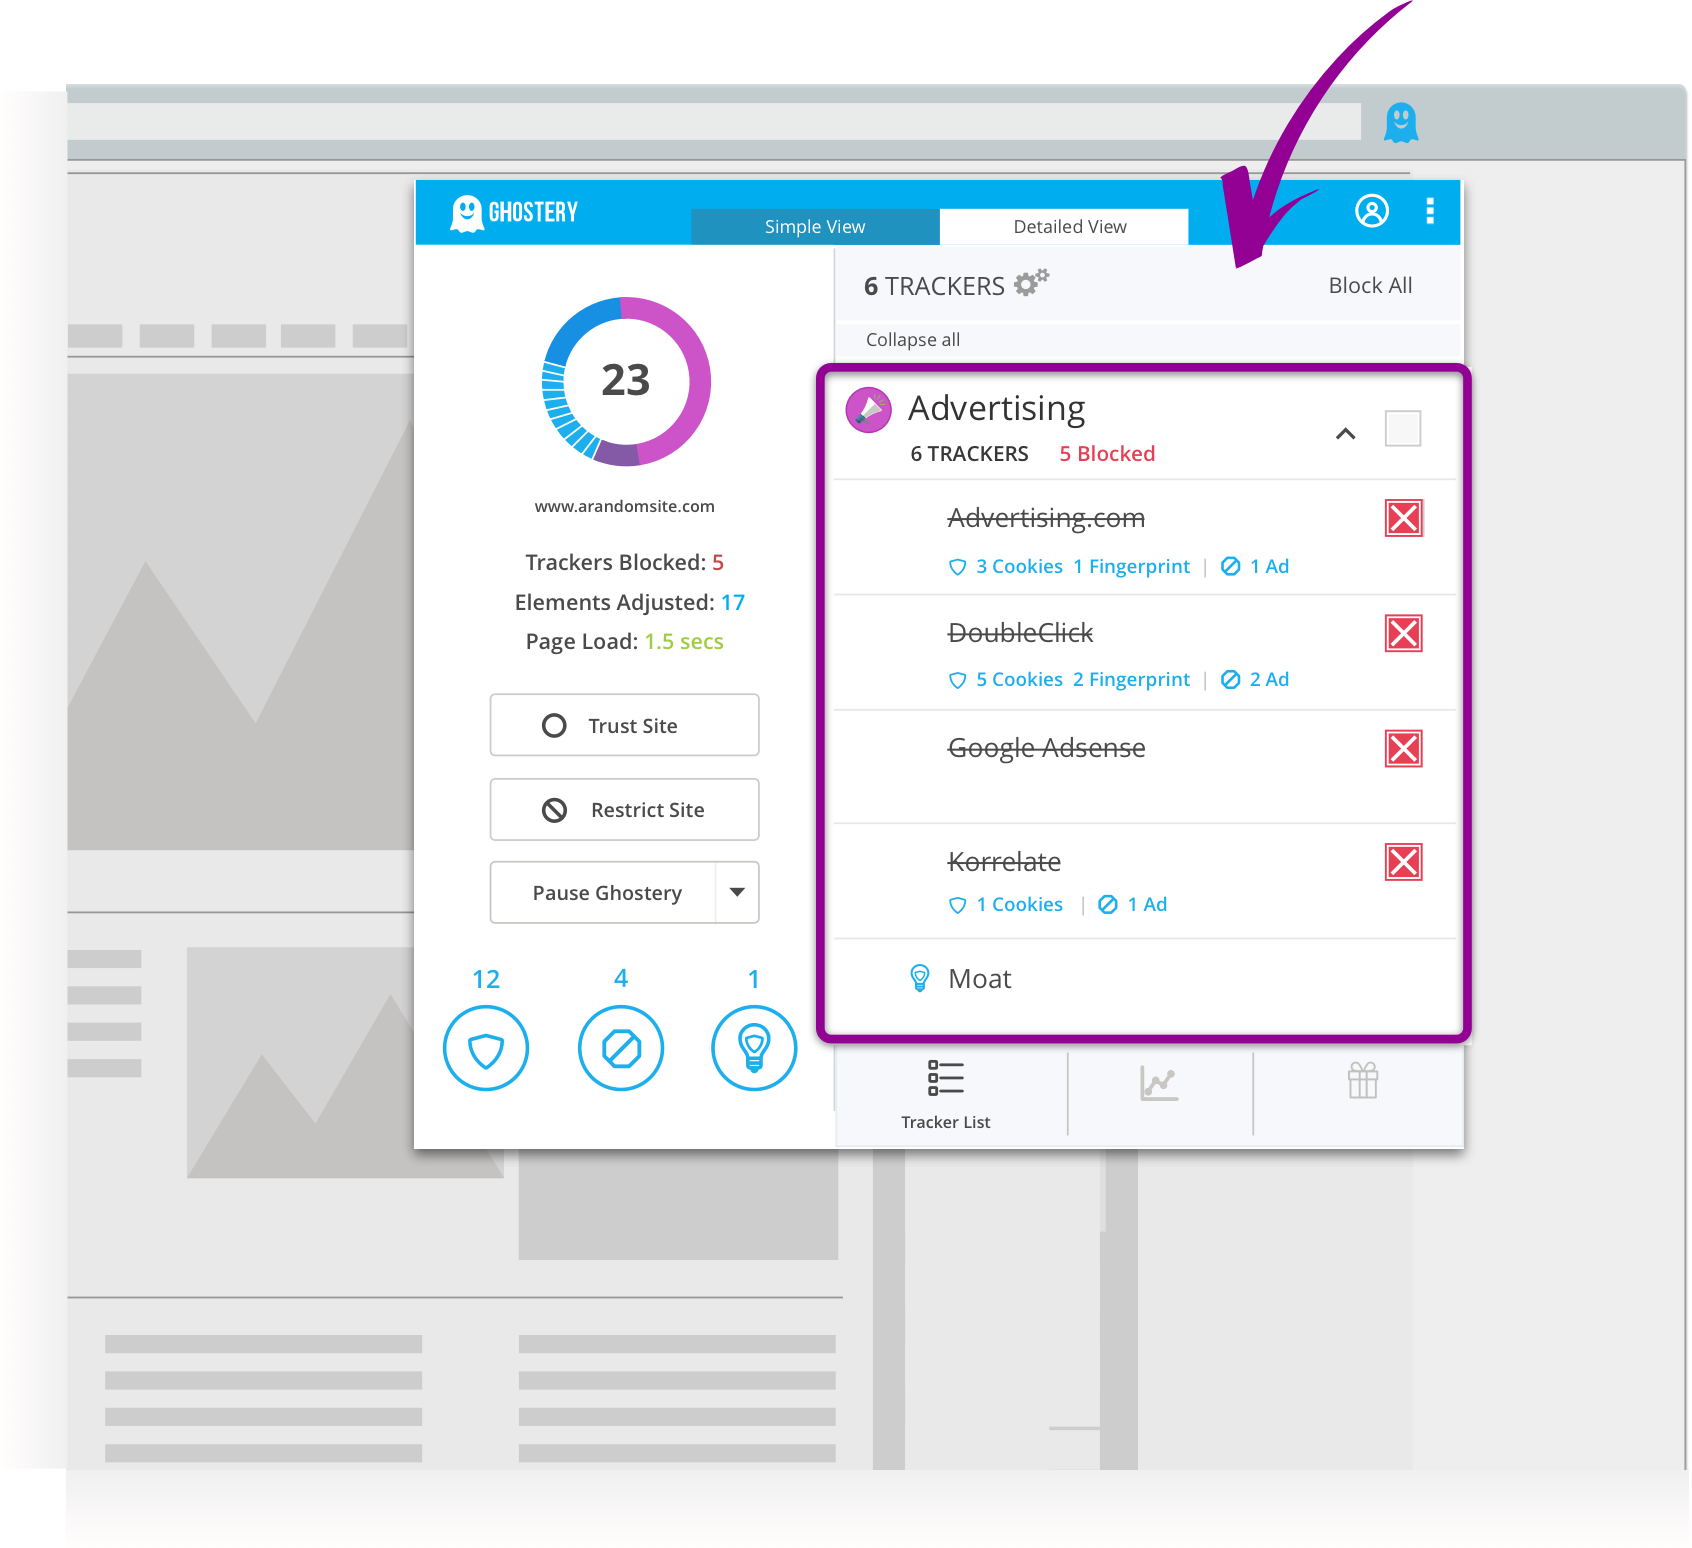 GHOSTERY
Simple View
Detailed View
6 TRACKERS
Block All
Collapse all
23
www.arandomsite.com
Trackers Blocked: 5
Elements Adjusted: 17
Page Load: 1.5 secs
Trust Site
Restrict Site
Pause Ghostery
12
4
1
Advertising
6 TRACKERS 5 Blocked
Advertising.com
3 Cookies 1 Fingerprint | 1 Ad
DoubleClick
5 Cookies 2 Fingerprint | 2 Ad
Google Adsense
Korrelate
1 Cookies | 1 Ad
Moat
Tracker List